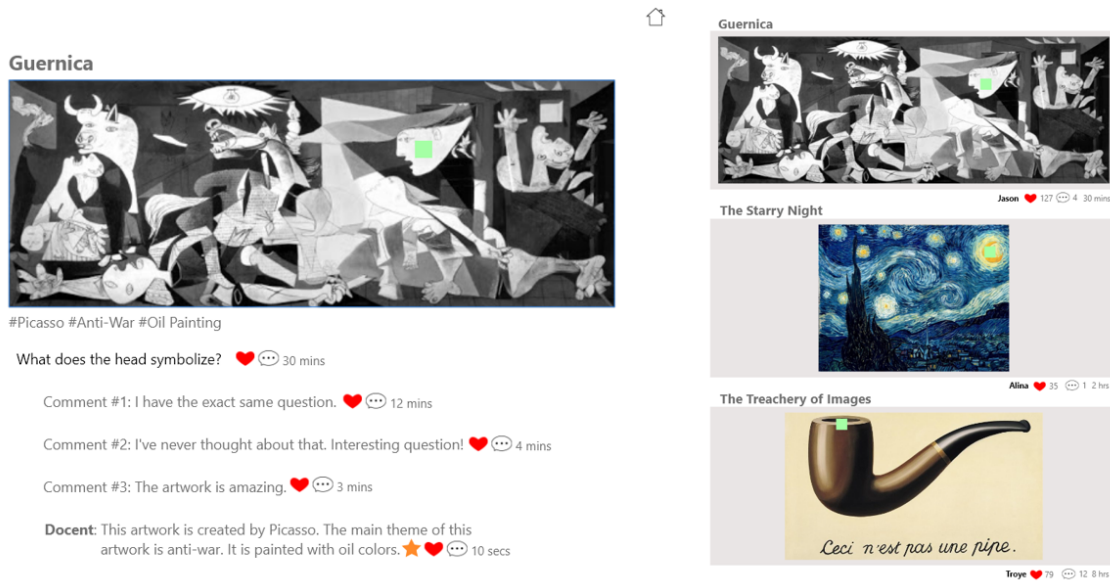 Guernica
#Picasso #Anti-War #Oil Painting
What does the head symbolize? 30 mins
Comment #1: I have the exact same question. 12 mins
Comment #2: I've never thought about that. Interesting question! 4 mins
Comment #3: The artwork is amazing. 3 mins
Docent: This artwork is created by Picasso. The main theme of this
artwork is anti-war. It is painted with oil colors. 10 secs
Guernica
Jason 127 4 30 mins
The Starry Night
Alina 35 1 2 hrs
The Treachery of Images
Ceci n'est pas une pipe.
Troye 79 12 8 hrs